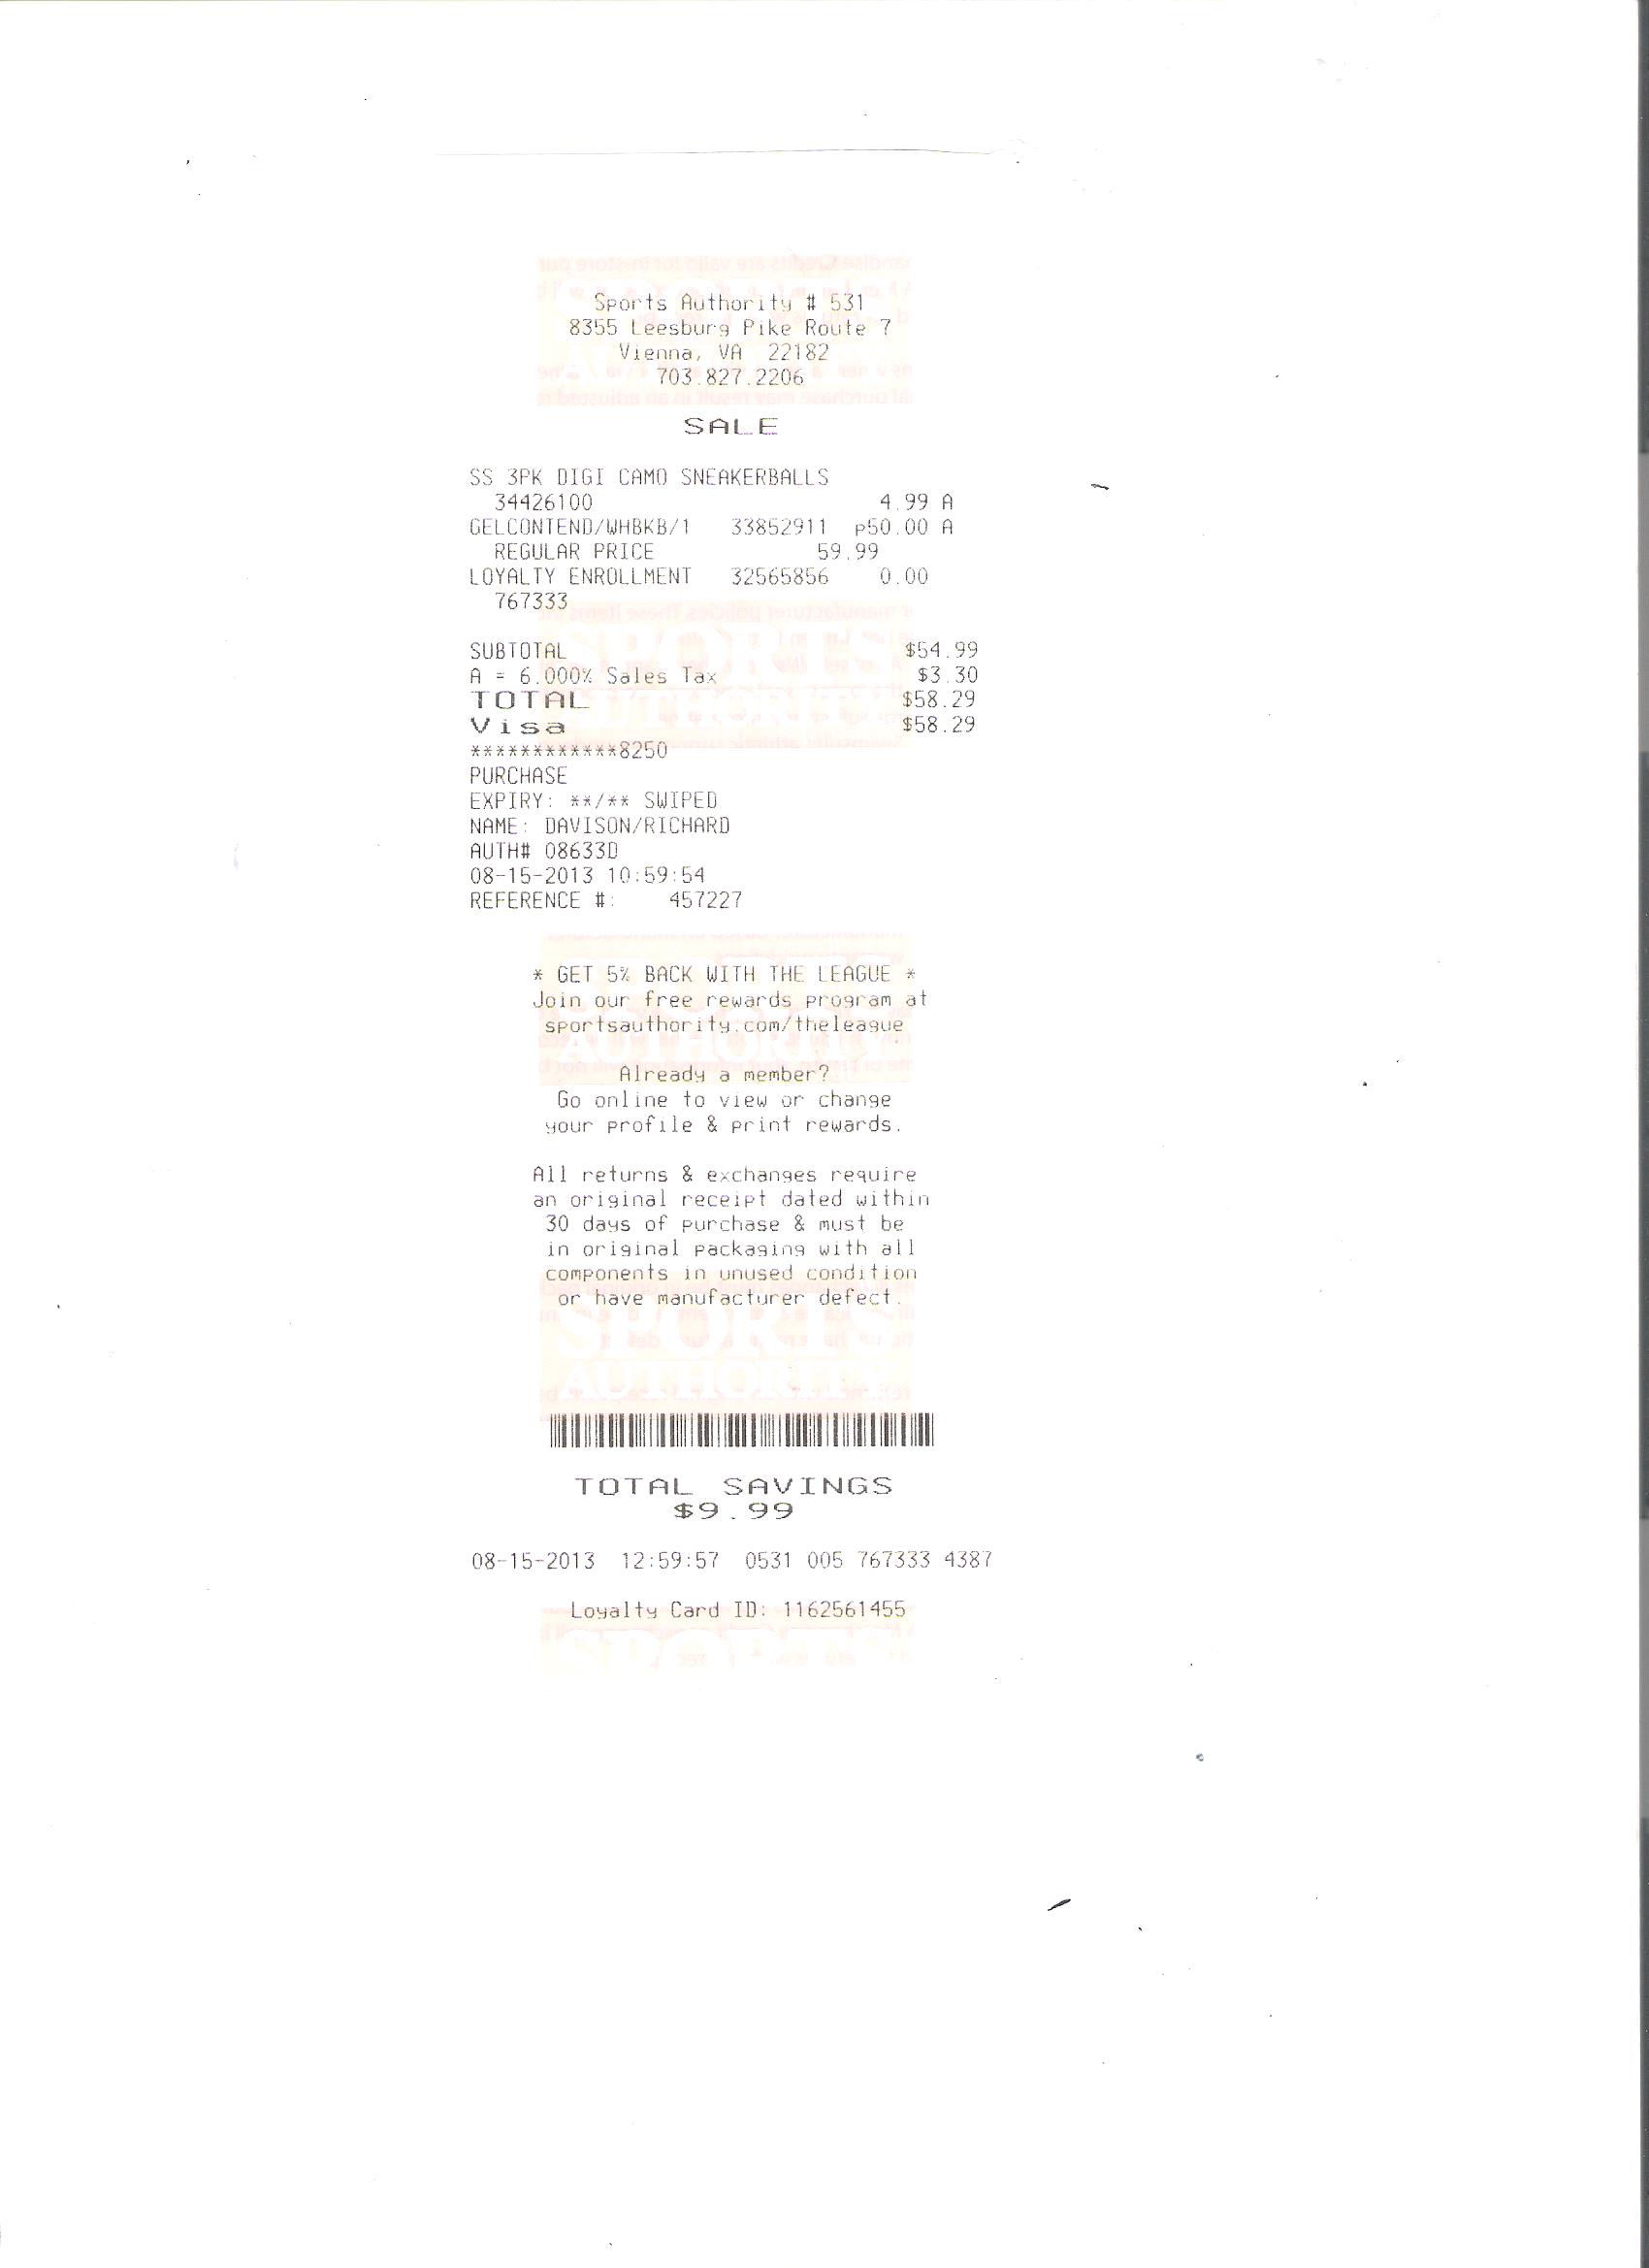 Sports Authority # 531
8355 Leesburg Pike Route 7
Vienna, VA 22182
703.827.2206
SALE
SS 3PK DIGI CAMO SNEAKERBALLS
34426100 4.99 A
GELCONTEND/WHBKB/1 33852911 p50.00 A
REGULAR PRICE 59.99
LOYALTY ENROLLMENT 32565856 0.00
767333
SUBTOTAL $54.99
A = 6.000% Sales Tax $3.30
TOTAL $58.29
Visa $58.29
************8250
PURCHASE
EXPIRY: **/** SWIPED
NAME: DAVISON/RICHARD
AUTH# 08633D
08-15-2013 10:59:54
REFERENCE #: 457227
* GET 5% BACK WITH THE LEAGUE *
Join our free rewards program at
sportsauthority.com/theleague
Already a member?
Go online to view or change
your profile & print rewards.
All returns & exchanges require
an original receipt dated within
30 days of purchase & must be
in original packaging with all
components in unused condition
or have manufacturer defect.
SPORTS
AUTHORITY
TOTAL SAVINGS
$9.99
08-15-2013 12:59:57 0531 005 767333 4387
Loyalty Card ID: 1162561455